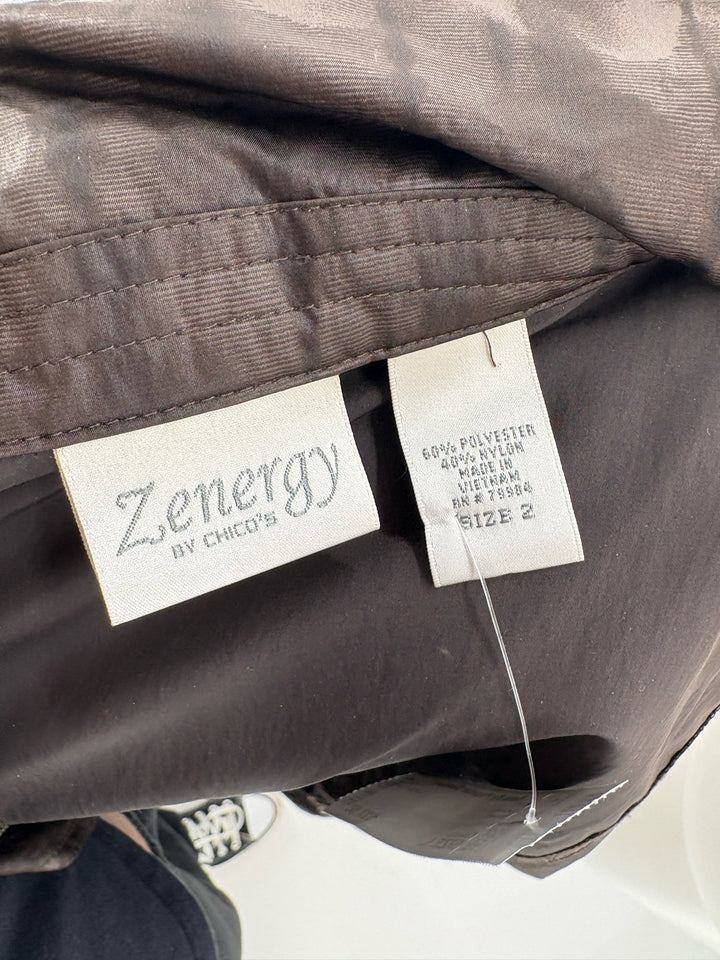 Zenergy
BY CHICO'S
60% POLYESTER
40% NYLON
MADE IN
VIETNAM
RN # 79984
SIZE 2